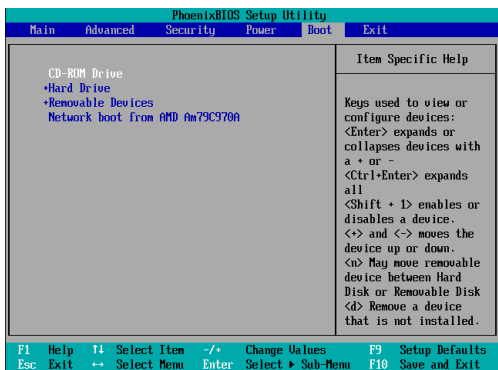 PhoenixBIOS Setup Utility
Main Advanced Security Power Boot Exit
CD-ROM Drive
+Hard Drive
+Removable Devices
Network boot from AMD Am79C970A
Item Specific Help
Keys used to view or
configure devices:
<Enter> expands or
collapses devices with
a + or -
<Ctrl+Enter> expands
all
<Shift + 1> enables or
disables a device.
<+> and <-> moves the
device up or down.
<n> May move removable
device between Hard
Disk or Removable Disk
<d> Remove a device
that is not installed.
F1 Help ↑↓ Select Item -/+ Change Values F9 Setup Defaults
Esc Exit ↔ Select Menu Enter Select ▶ Sub-Menu F10 Save and Exit